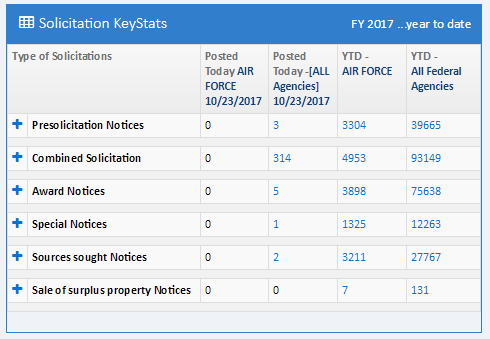 Solicitation KeyStats FY 2017 ...year to date
Type of Solicitations Posted Today AIR FORCE 10/23/2017 Posted Today -[ALL Agencies] 10/23/2017 YTD - AIR FORCE YTD - All Federal Agencies
Presolicitation Notices 0 3 3304 39665
Combined Solicitation 0 314 4953 93149
Award Notices 0 5 3898 75638
Special Notices 0 1 1325 12263
Sources sought Notices 0 2 3211 27767
Sale of surplus property Notices 0 0 7 131